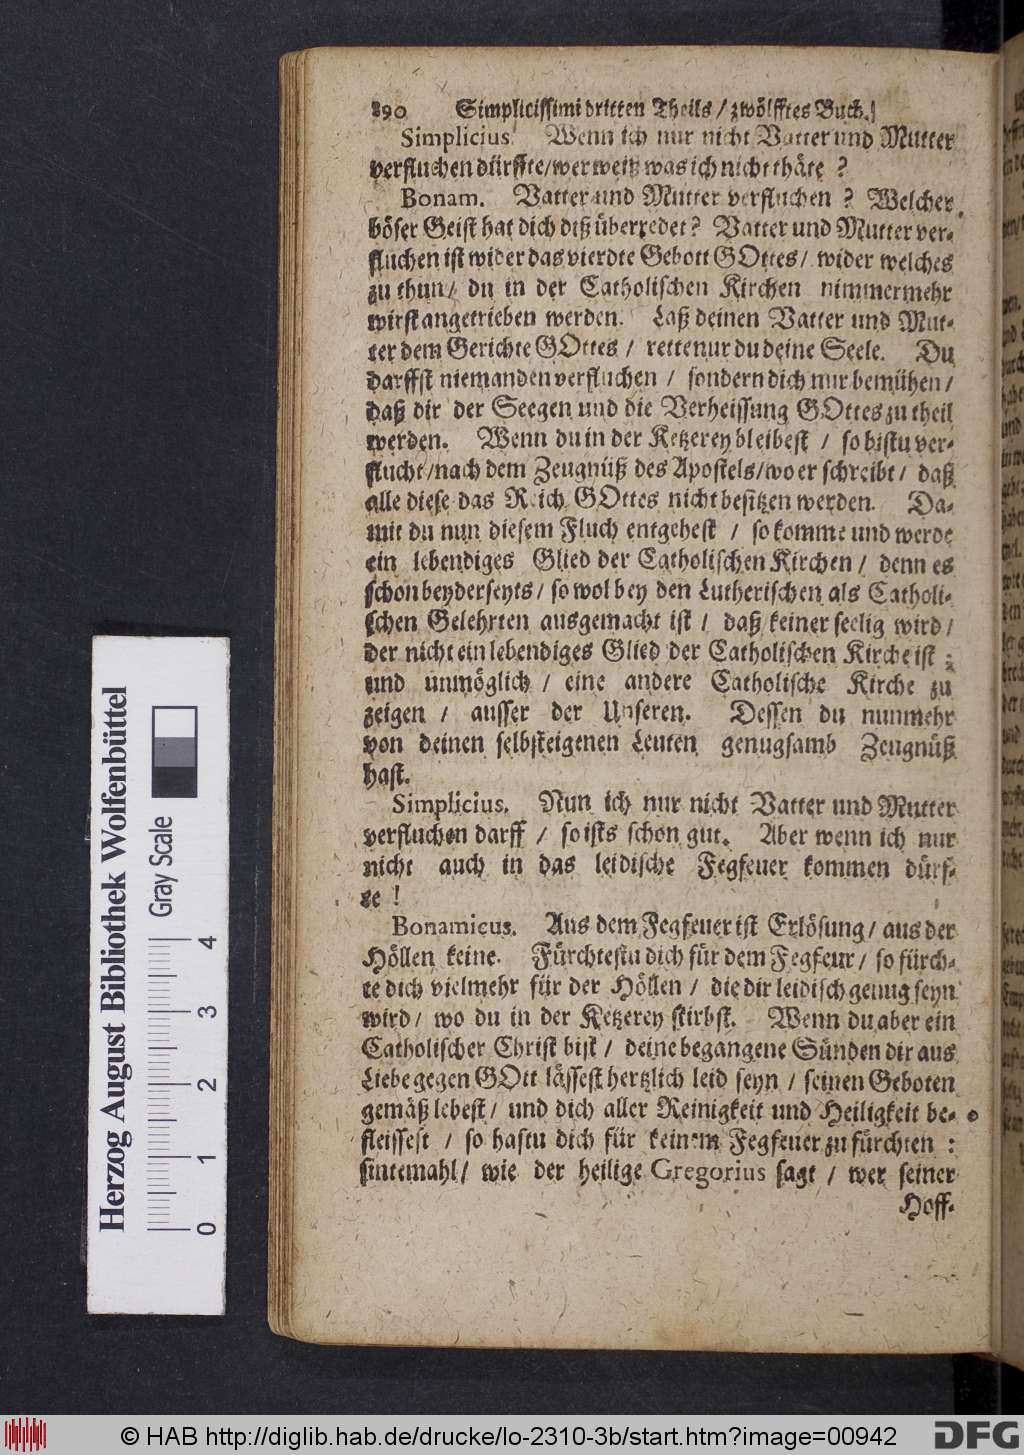 890 Simplicissimi dritten Theils / zwölfftes Buch.
Simplicius. Wenn ich nur nicht Vatter und Mutter
verfluchen dürffte/wer weiß was ich nicht thäte ?
Bonam. Vatter und Mutter verfluchen ? Welcher
böser Geist hat dich diß überredet? Vatter und Mutter ver-
fluchen ist wider das vierdte Gebott GOttes/ wider welches
zu thun/ du in der Catholischen Kirchen nimmermehr
wirst angetrieben werden. Laß deinen Vatter und Mut-
ter dem Gerichte GOttes / rette nur du deine Seele. Du
darffst niemanden verfluchen / sondern dich nur bemühen/
daß dir der Seegen und die Verheissung GOttes zu theil
werden. Wenn du in der Ketzerey bleibest / so bistu ver-
flucht/nach dem Zeugnüß des Apostels/wo er schreibt/ daß
alle diese das Reich GOttes nicht besitzen werden. Da-
mit du nun diesem Fluch entgehest / so komme und werde
ein lebendiges Glied der Catholischen Kirchen/ denn es
schon beyderseyts/ so wol bey den Lutherischen als Catholi-
schen Gelehrten ausgemacht ist / daß keiner seelig wird/
der nicht ein lebendiges Glied der Catholischen Kirche ist ;
und unmöglich / eine andere Catholische Kirche zu
zeigen / ausser der Unseren. Dessen du nunmehr
von deinen selbsteigenen Leuten genugsamb Zeugnüß
hast.
Simplicius. Nun ich nur nicht Vatter und Mutter
verfluchen darff / so ists schon gut. Aber wenn ich nur
nicht auch in das leidische Fegfeuer kommen dürf-
te !
Bonamicus. Aus dem Fegfeuer ist Erlösung/ aus der
Höllen keine. Fürchtestu dich für dem Fegfeur/ so fürch-
te dich vielmehr für der Höllen / die dir leidisch genug seyn
wird/ wo du in der Ketzerey stirbst. Wenn du aber ein
Catholischer Christ bist / deine begangene Sünden dir aus
Liebe gegen GOtt lässest hertzlich leid seyn / seinen Geboten
gemäß lebest/ und dich aller Reinigkeit und Heiligkeit be-
fleissest / so hastu dich für keinem Fegfeuer zu fürchten :
sintemahl/ wie der heilige Gregorius sagt / wer seiner
Hoff-
Herzog August Bibliothek Wolfenbüttel
Gray Scale
0 1 2 3 4
© HAB http://diglib.hab.de/drucke/lo-2310-3b/start.htm?image=00942
DFG